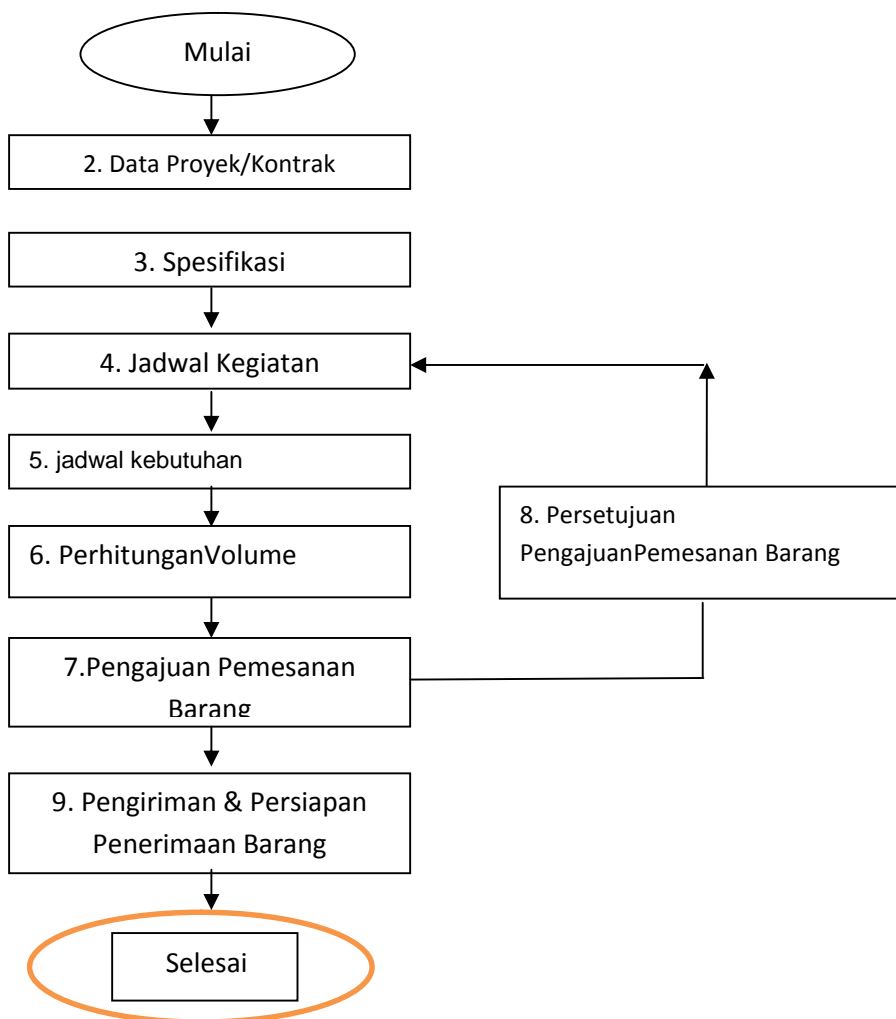 Mulai
2. Data Proyek/Kontrak
3. Spesifikasi
4. Jadwal Kegiatan
5. jadwal kebutuhan
6. PerhitunganVolume
7.Pengajuan Pemesanan
Barang
8. Persetujuan
PengajuanPemesanan Barang
9. Pengiriman & Persiapan
Penerimaan Barang
Selesai